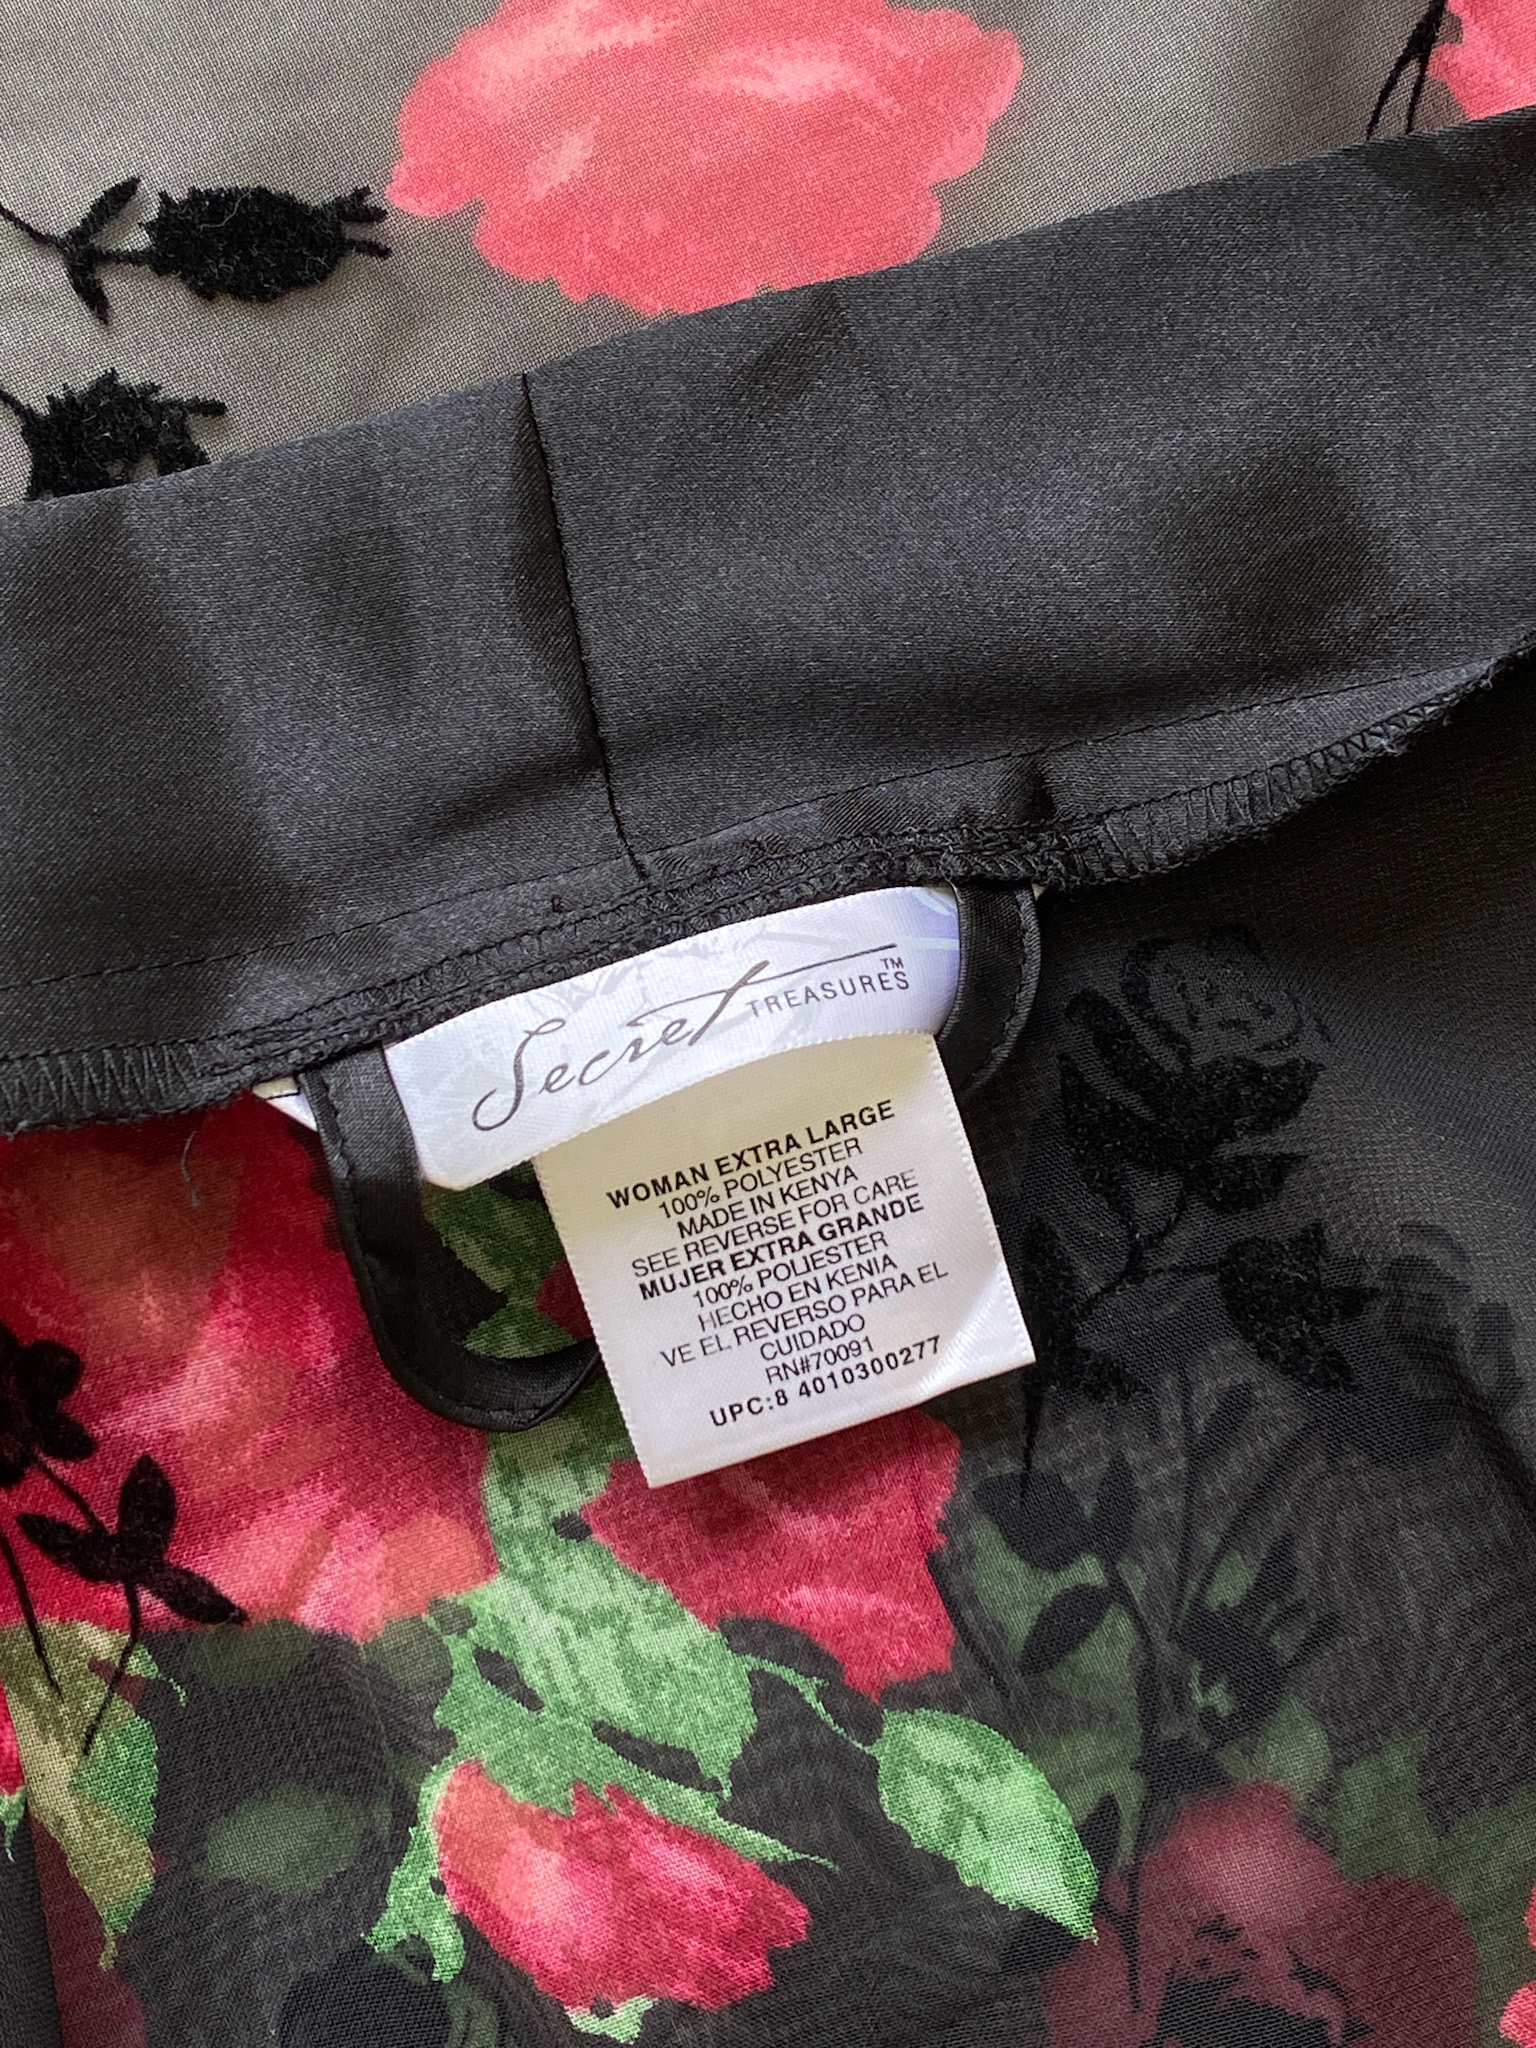 Secret TREASURES™
WOMAN EXTRA LARGE
100% POLYESTER
MADE IN KENYA
SEE REVERSE FOR CARE
MUJER EXTRA GRANDE
100% POLIESTER
HECHO EN KENIA
VE EL REVERSO PARA EL
CUIDADO
RN#70091
UPC:8 4010300277